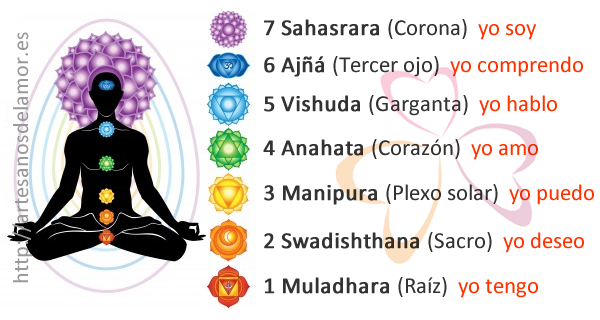 7 Sahasrara (Corona) yo soy
6 Ajñá (Tercer ojo) yo comprendo
5 Vishuda (Garganta) yo hablo
4 Anahata (Corazón) yo amo
3 Manipura (Plexo solar) yo puedo
2 Swadishthana (Sacro) yo deseo
1 Muladhara (Raíz) yo tengo
http://artesanosdelamor.es